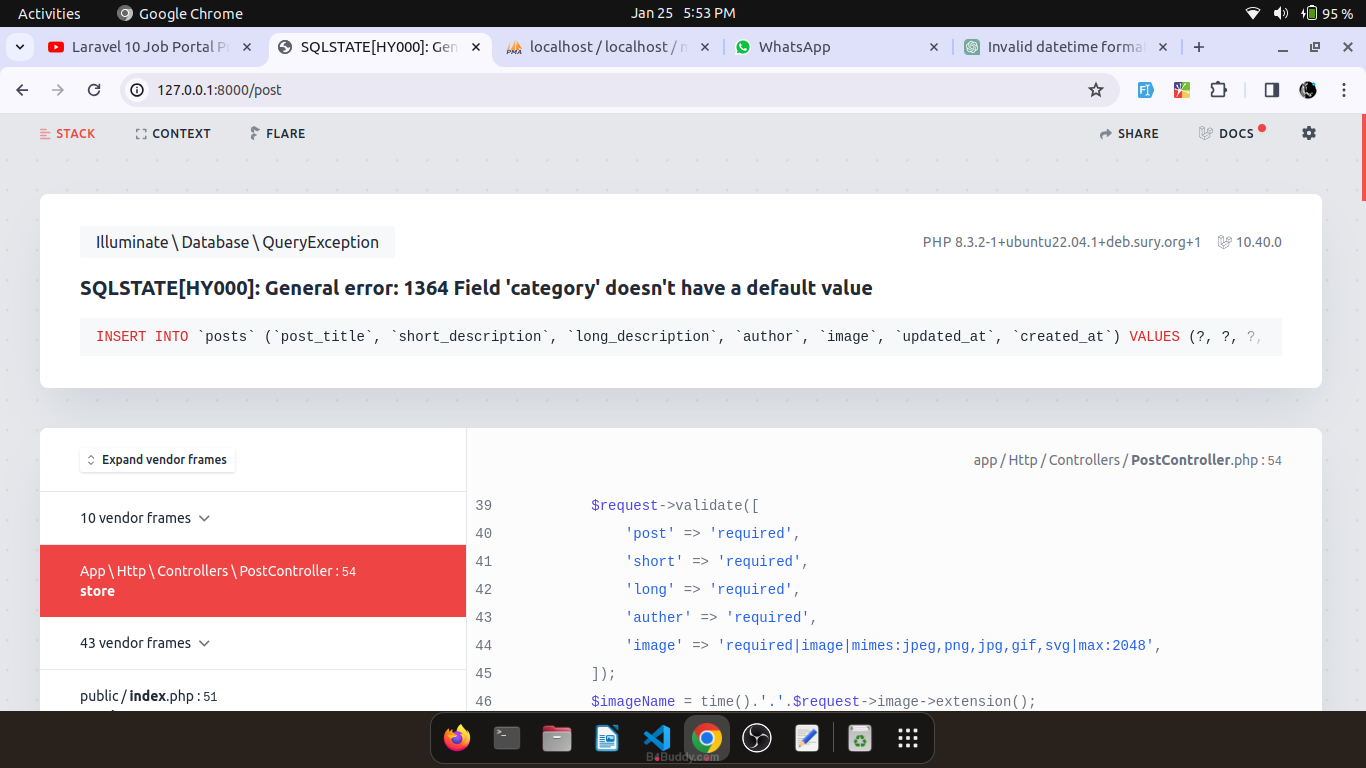 Activities Google Chrome Jan 25 5:53 PM 95 %
Laravel 10 Job Portal P SQLSTATE[HY000]: Gen localhost / localhost / m WhatsApp Invalid datetime forma
127.0.0.1:8000/post
STACK CONTEXT FLARE SHARE DOCS
Illuminate\Database\QueryException PHP 8.3.2-1+ubuntu22.04.1+deb.sury.org+1 10.40.0
SQLSTATE[HY000]: General error: 1364 Field 'category' doesn't have a default value
INSERT INTO `posts` (`post_title`, `short_description`, `long_description`, `author`, `image`, `updated_at`, `created_at`) VALUES (?, ?, ?,
Expand vendor frames app / Http / Controllers / PostController.php : 54
10 vendor frames
App \ Http \ Controllers \ PostController : 54
store
43 vendor frames
public / index.php : 51
39 $request->validate([
40 'post' => 'required',
41 'short' => 'required',
42 'long' => 'required',
43 'auther' => 'required',
44 'image' => 'required|image|mimes:jpeg,png,jpg,gif,svg|max:2048',
45 ]);
46 $imageName = time().'.'.$request->image->extension();
B4Buddy.com